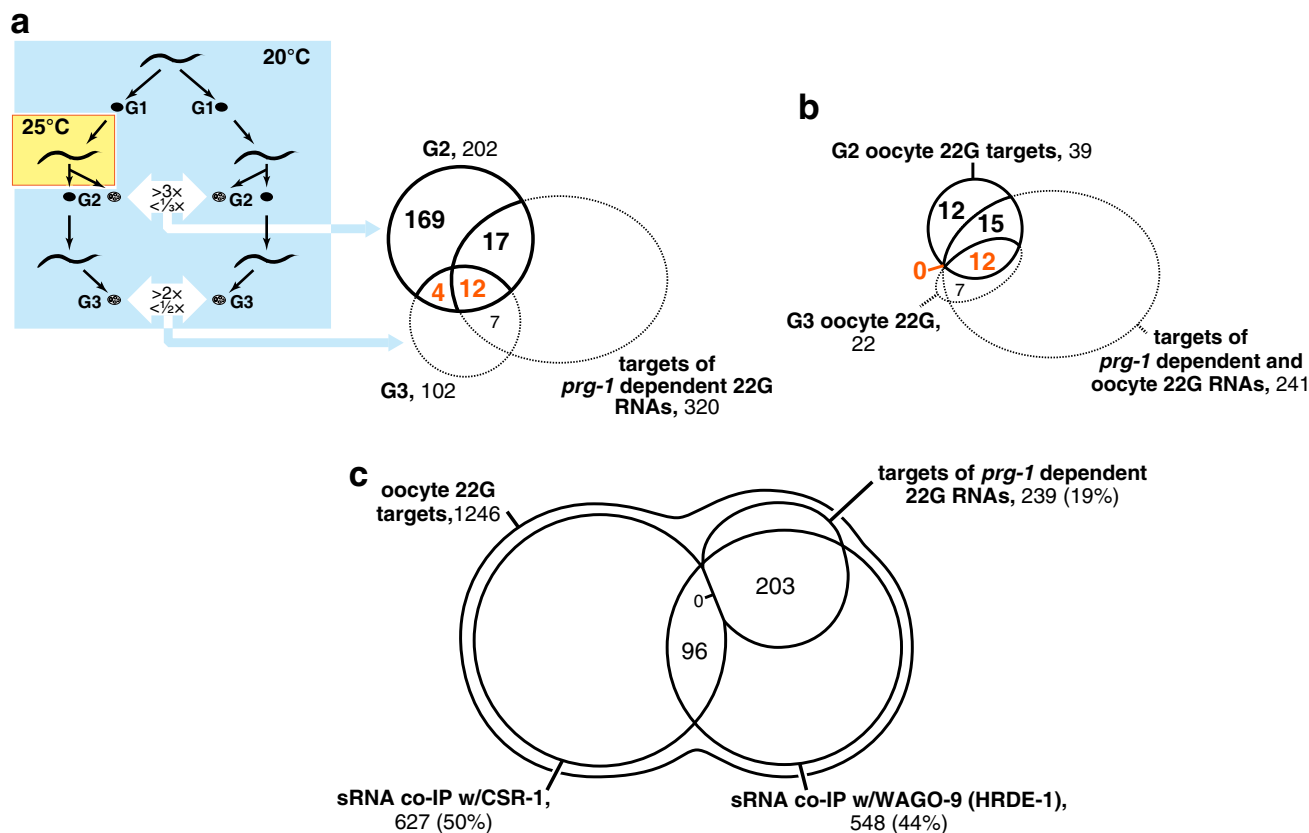 a
20°C
G1
G1
25°C
G2
>3×
<⅓×
G2
G3
>2×
<½×
G3
G2, 202
169
17
4
12
7
G3, 102
targets of
prg-1 dependent 22G
RNAs, 320
b
G2 oocyte 22G targets, 39
12
15
0
12
7
G3 oocyte 22G,
22
targets of
prg-1 dependent and
oocyte 22G RNAs, 241
c
oocyte 22G
targets,1246
targets of prg-1 dependent
22G RNAs, 239 (19%)
203
0
96
sRNA co-IP w/CSR-1,
627 (50%)
sRNA co-IP w/WAGO-9 (HRDE-1),
548 (44%)